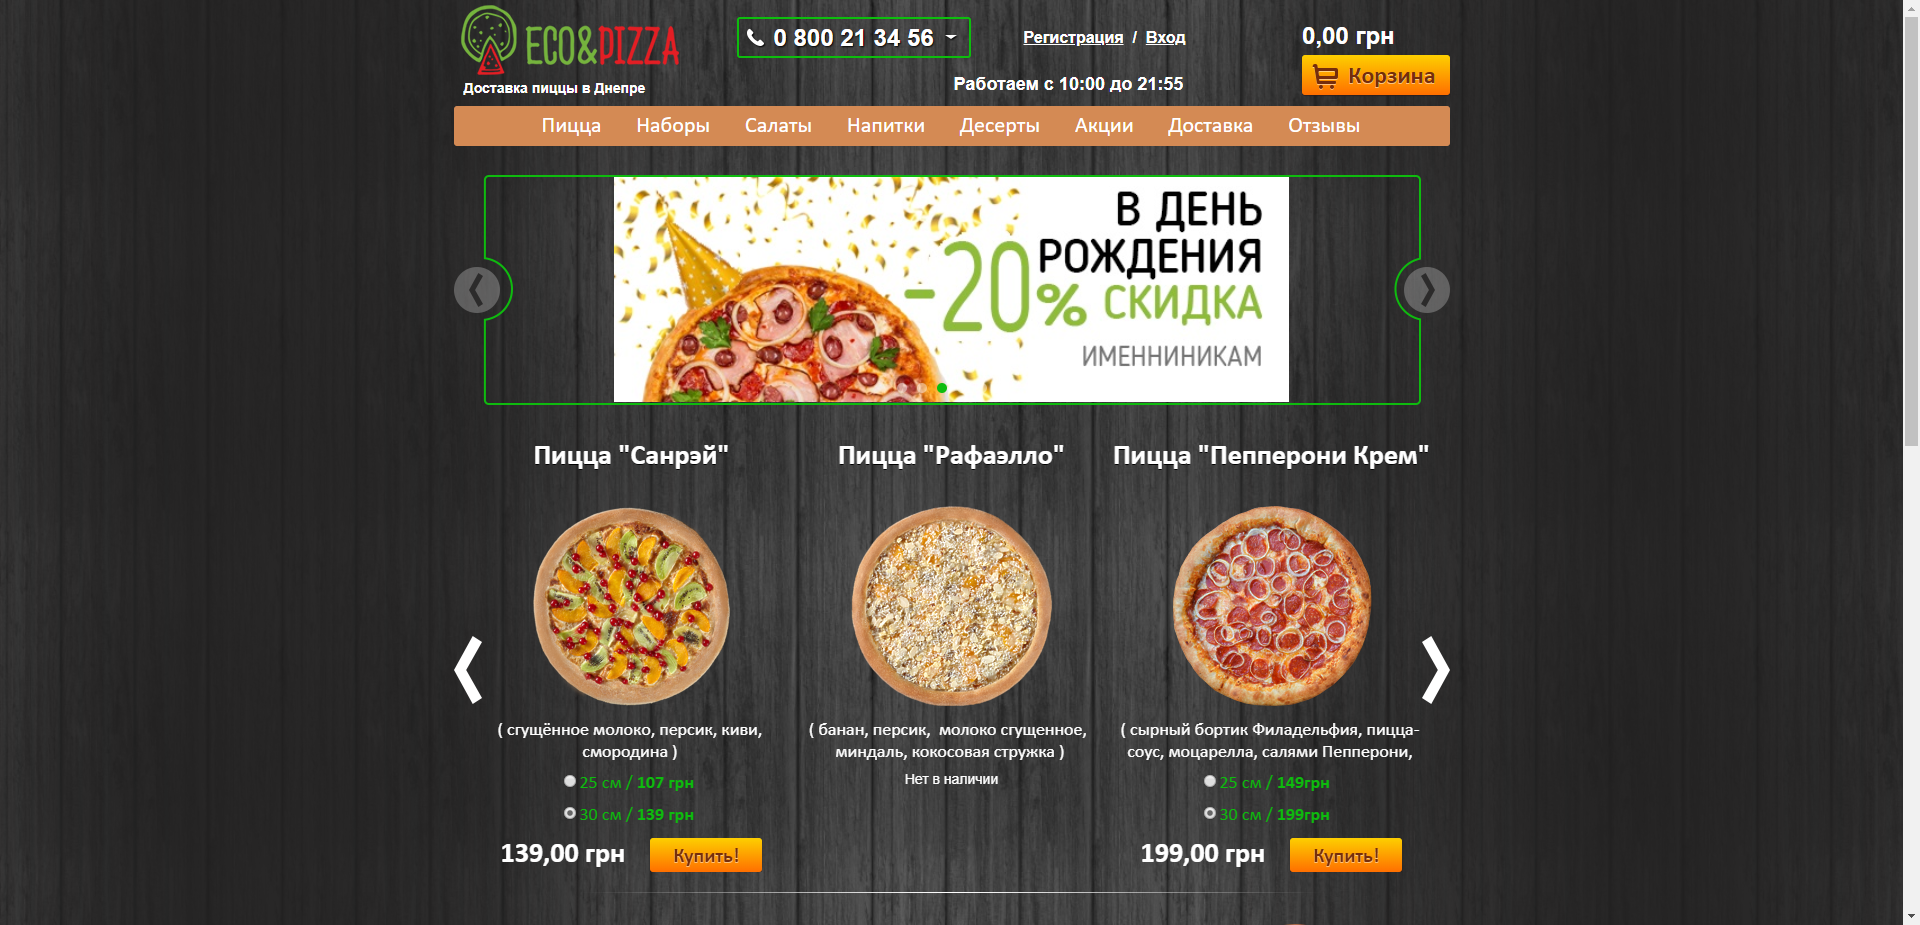 ECO&PIZZA
Доставка пиццы в Днепре
0 800 21 34 56
Регистрация / Вход
Работаем с 10:00 до 21:55
0,00 грн
Корзина
Пицца Наборы Салаты Напитки Десерты Акции Доставка Отзывы
В ДЕНЬ
РОЖДЕНИЯ
-20% СКИДКА
ИМЕННИНИКАМ
Пицца "Санрэй"
( сгущённое молоко, персик, киви,
смородина )
25 см / 107 грн
30 см / 139 грн
139,00 грн
Купить!
Пицца "Рафаэлло"
( банан, персик, молоко сгущенное,
миндаль, кокосовая стружка )
Нет в наличии
Пицца "Пепперони Крем"
( сырный бортик Филадельфия, пицца-
соус, моцарелла, салями Пепперони,
25 см / 149грн
30 см / 199грн
199,00 грн
Купить!